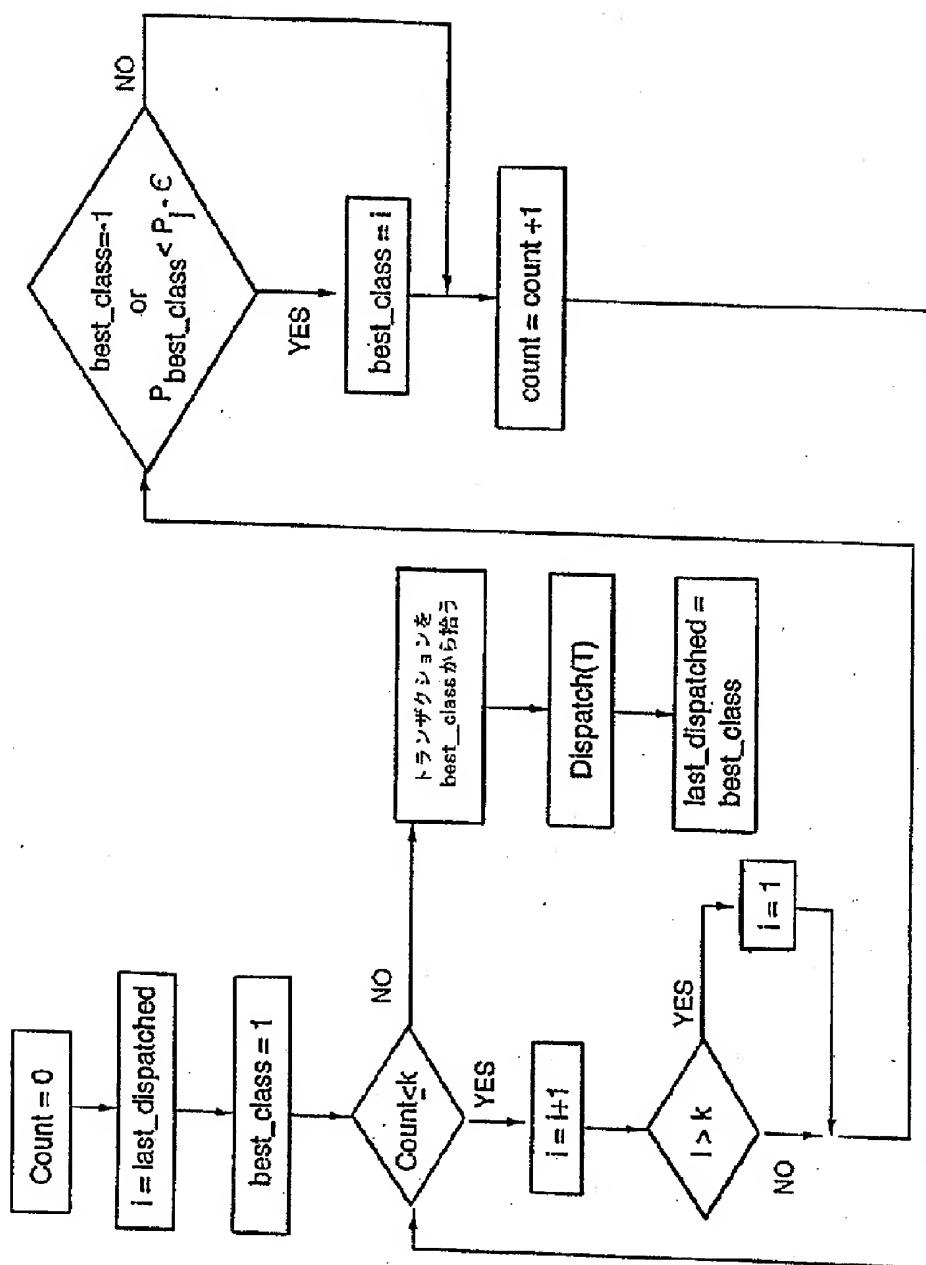 Count = 0
i = last_dispatched
best_class = 1
Count≤k
NO
YES
i = i+1
i > k
YES
NO
i = 1
トランザクションを
best__classから拾う
Dispatch(T)
last_dispatched =
best_class
best_class=-1
or
P best_class < P j - ϵ
NO
YES
best_class = i
count = count +1